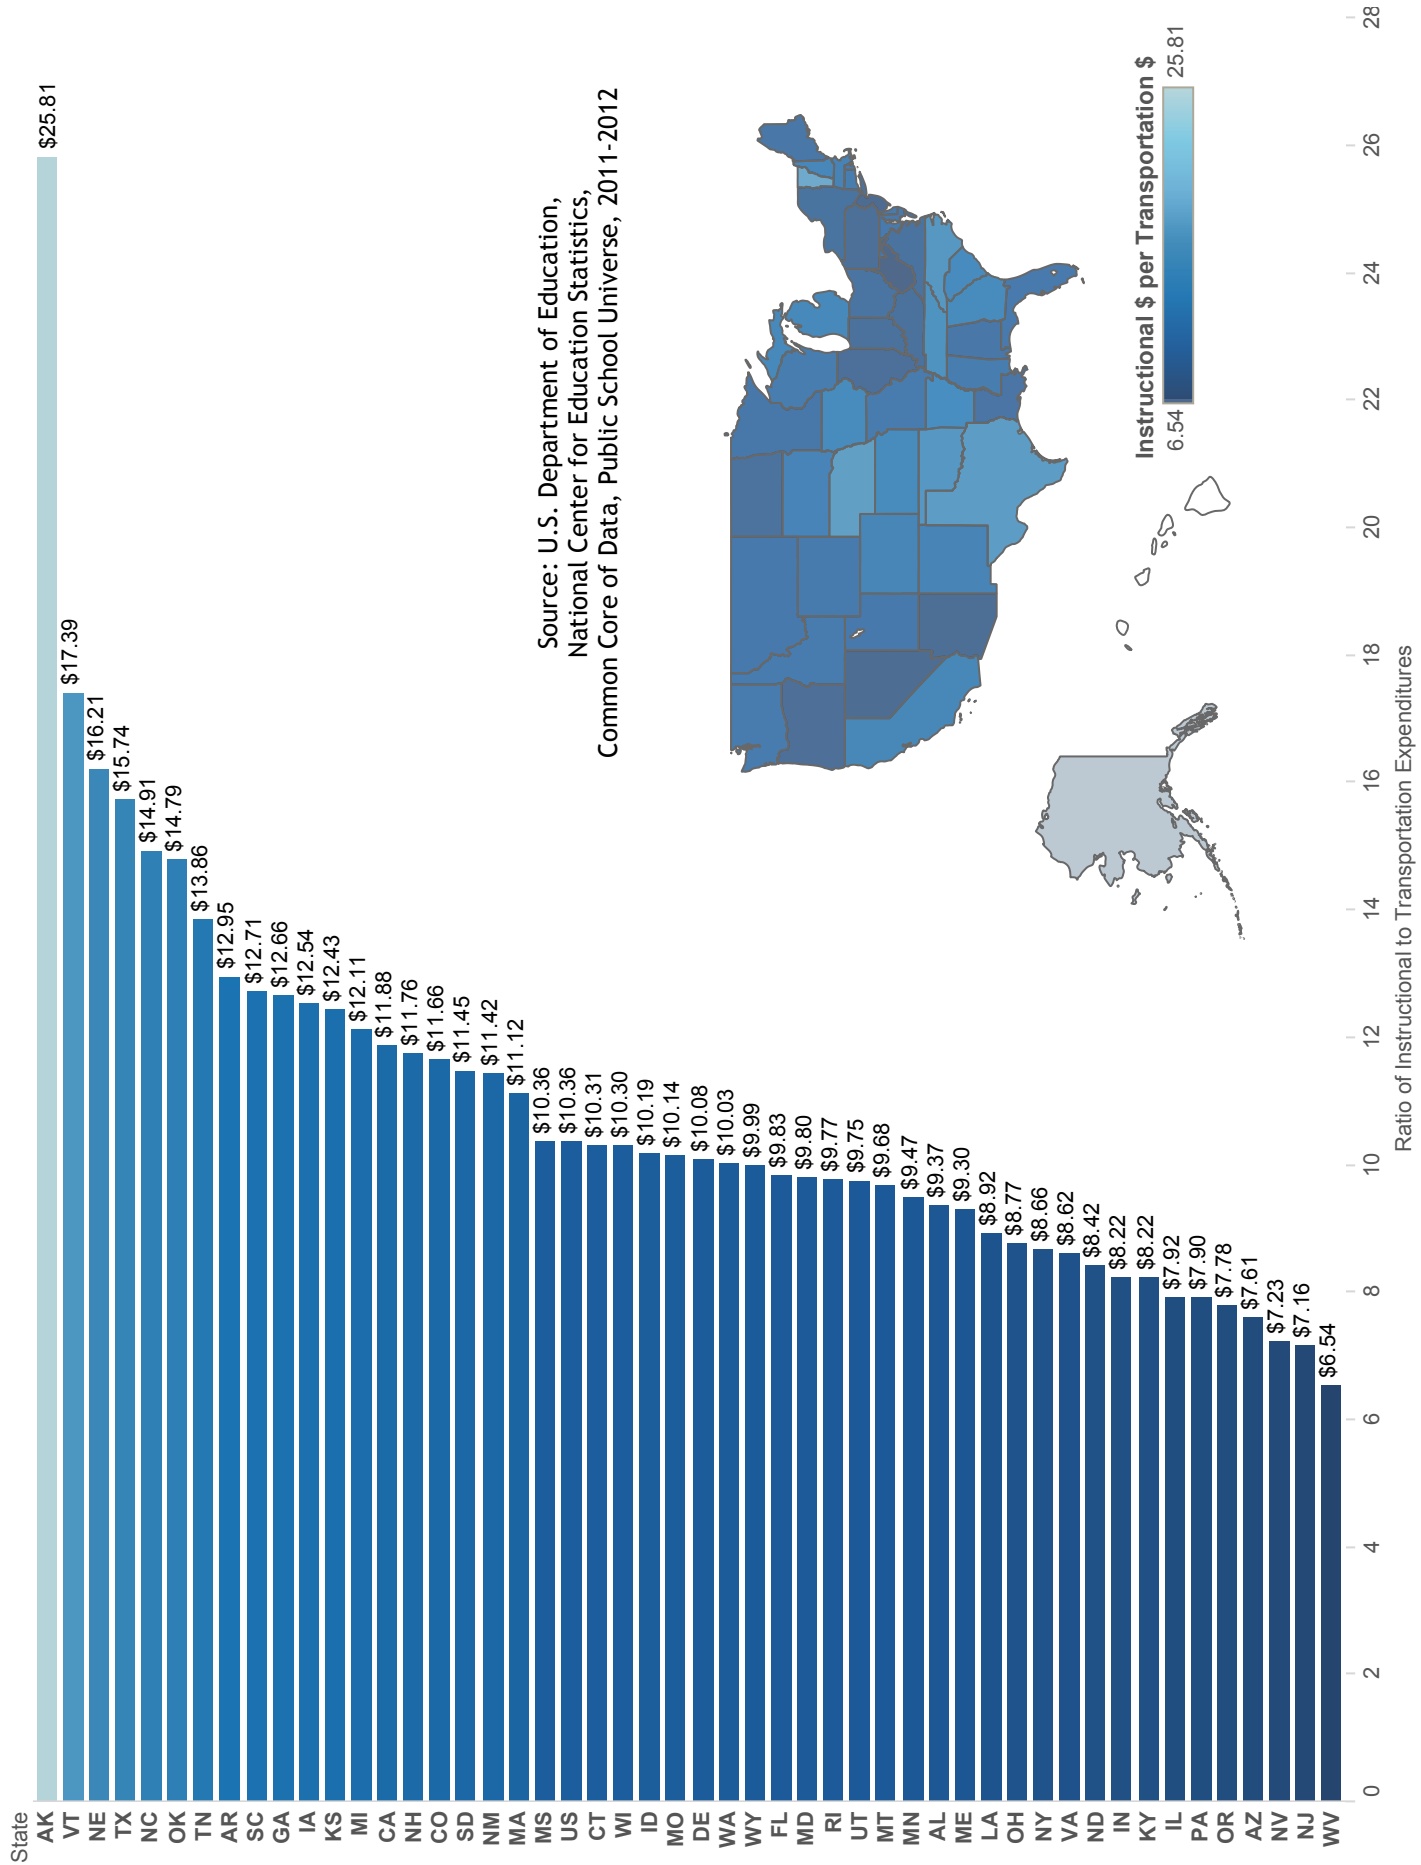 State
AK $25.81
VT $17.39
NE $16.21
TX $15.74
NC $14.91
OK $14.79
TN $13.86
AR $12.95
SC $12.71
GA $12.66
IA $12.54
KS $12.43
MI $12.11
CA $11.88
NH $11.76
CO $11.66
SD $11.45
NM $11.42
MA $11.12
MS $10.36
US $10.36
CT $10.31
WI $10.30
ID $10.19
MO $10.14
DE $10.08
WA $10.03
WY $9.99
FL $9.83
MD $9.80
RI $9.77
UT $9.75
MT $9.68
MN $9.47
AL $9.37
ME $9.30
LA $8.92
OH $8.77
NY $8.66
VA $8.62
ND $8.42
IN $8.22
KY $8.22
IL $7.92
PA $7.90
OR $7.78
AZ $7.61
NV $7.23
NJ $7.16
WV $6.54
0 2 4 6 8 10 12 14 16 18 20 22 24 26 28
Ratio of Instructional to Transportation Expenditures
Source: U.S. Department of Education,
National Center for Education Statistics,
Common Core of Data, Public School Universe, 2011-2012
Instructional $ per Transportation $
6.54 25.81